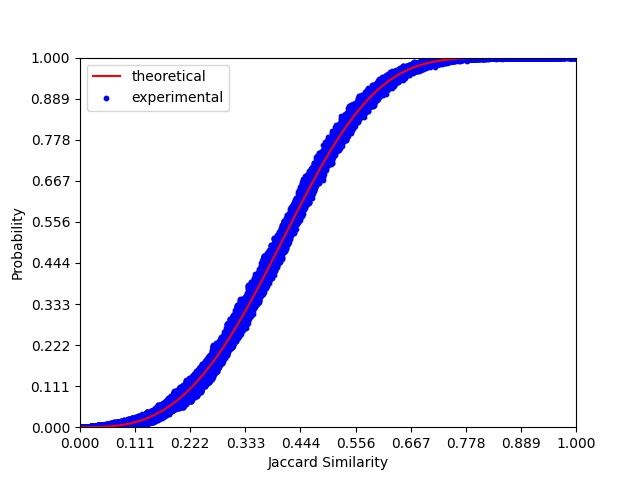 theoretical
experimental
1.000
0.889
0.778
0.667
0.556
0.444
0.333
0.222
0.111
0.000
Probability
0.000 0.111 0.222 0.333 0.444 0.556 0.667 0.778 0.889 1.000
Jaccard Similarity